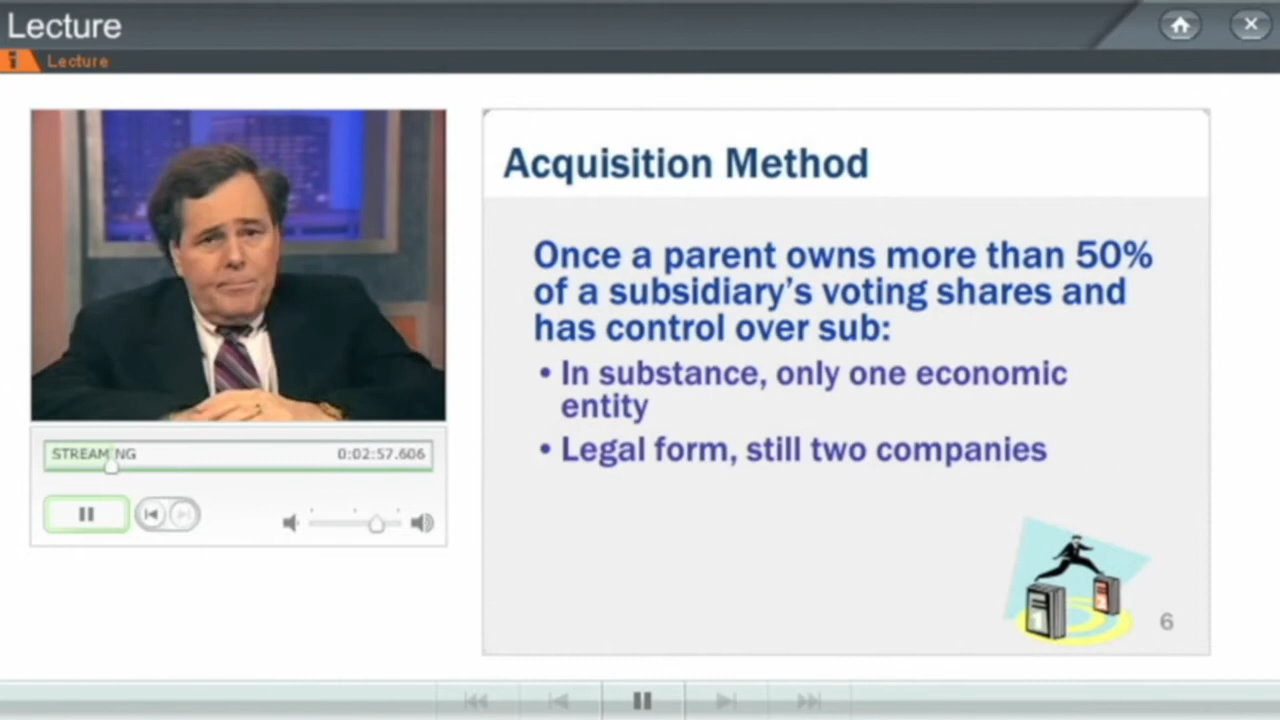 Lecture
Lecture
Acquisition Method
Once a parent owns more than 50%
of a subsidiary's voting shares and
has control over sub:
• In substance, only one economic
entity
• Legal form, still two companies
STREAMING
0:02:57.606
6